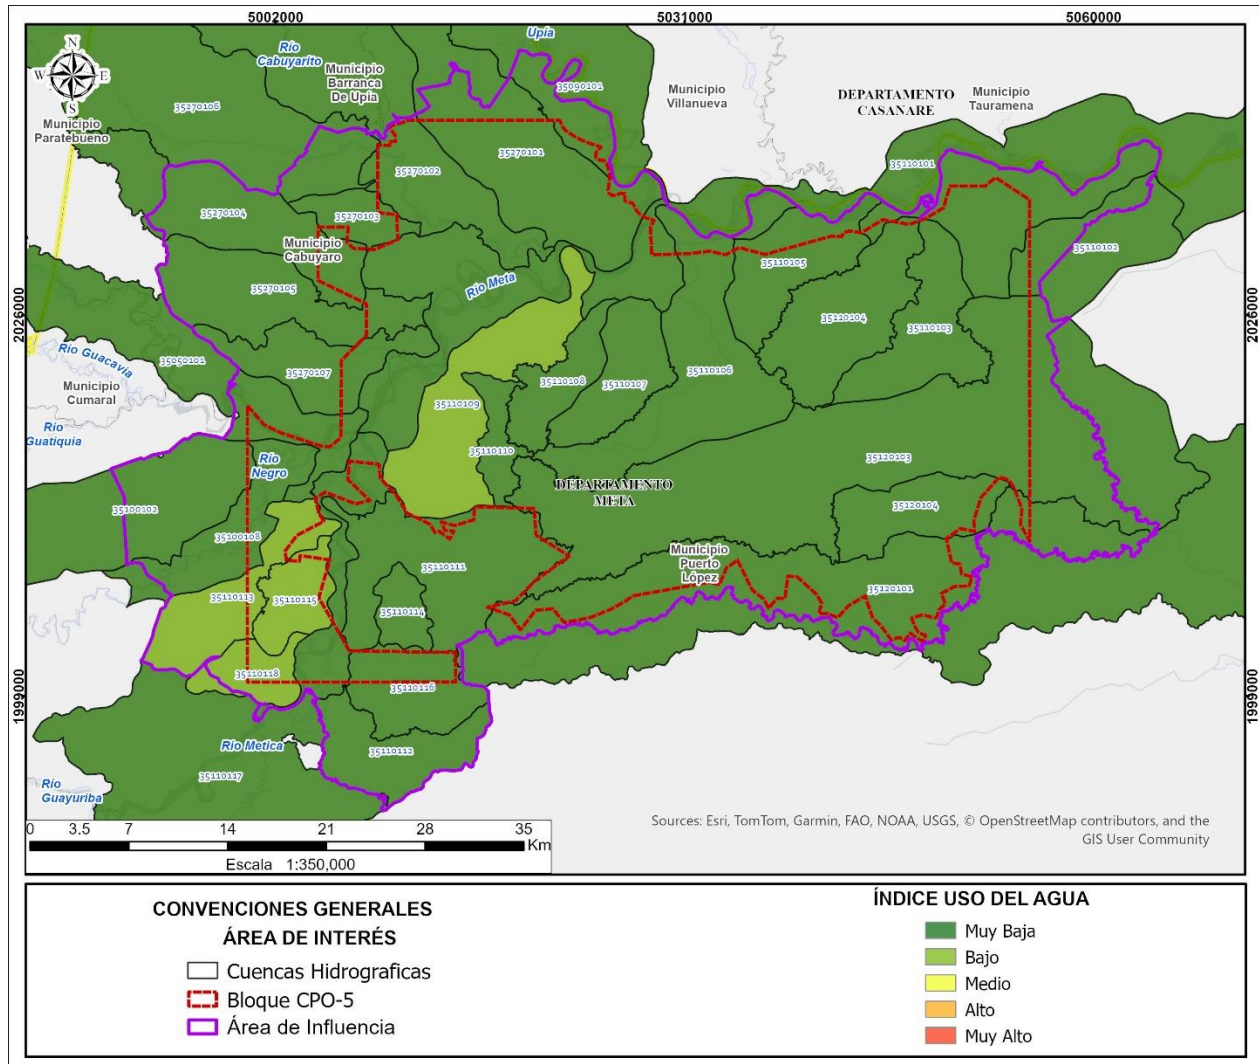 5002000
5031000
5060000
Upía
Río
Cabuyarito
Municipio
Barranca
De Upía
N
W
E
S
35090101
Municipio
Villanueva
DEPARTAMENTO
CASANARE
Municipio
Tauramena
35270106
Municipio
Paratebueno
35270101
35270102
35110101
35270104
35270103
Municipio
Cabuyaro
35110102
35110105
35270105
Río Meta
2026000
2026000
35110104
35110103
Río Guacavia
35050101
35270107
35110108
35110107
35110106
Municipio
Cumaral
35110109
Río
Guatiquia
35110110
Río
Negro
35120103
DEPARTAMENTO
META
35120104
35100102
35100108
Municipio
Puerto
López
35110111
35120101
35110113
35110115
35110114
35110118
35110116
1999000
1999000
Río Metica
35110112
35110117
Río
Guayuriba
0 3.5 7 14 21 28 35
Km
Escala 1:350,000
Sources: Esri, TomTom, Garmin, FAO, NOAA, USGS, © OpenStreetMap contributors, and the
GIS User Community
CONVENCIONES GENERALES
ÁREA DE INTERÉS
Cuencas Hidrograficas
Bloque CPO-5
Área de Influencia
ÍNDICE USO DEL AGUA
Muy Baja
Bajo
Medio
Alto
Muy Alto